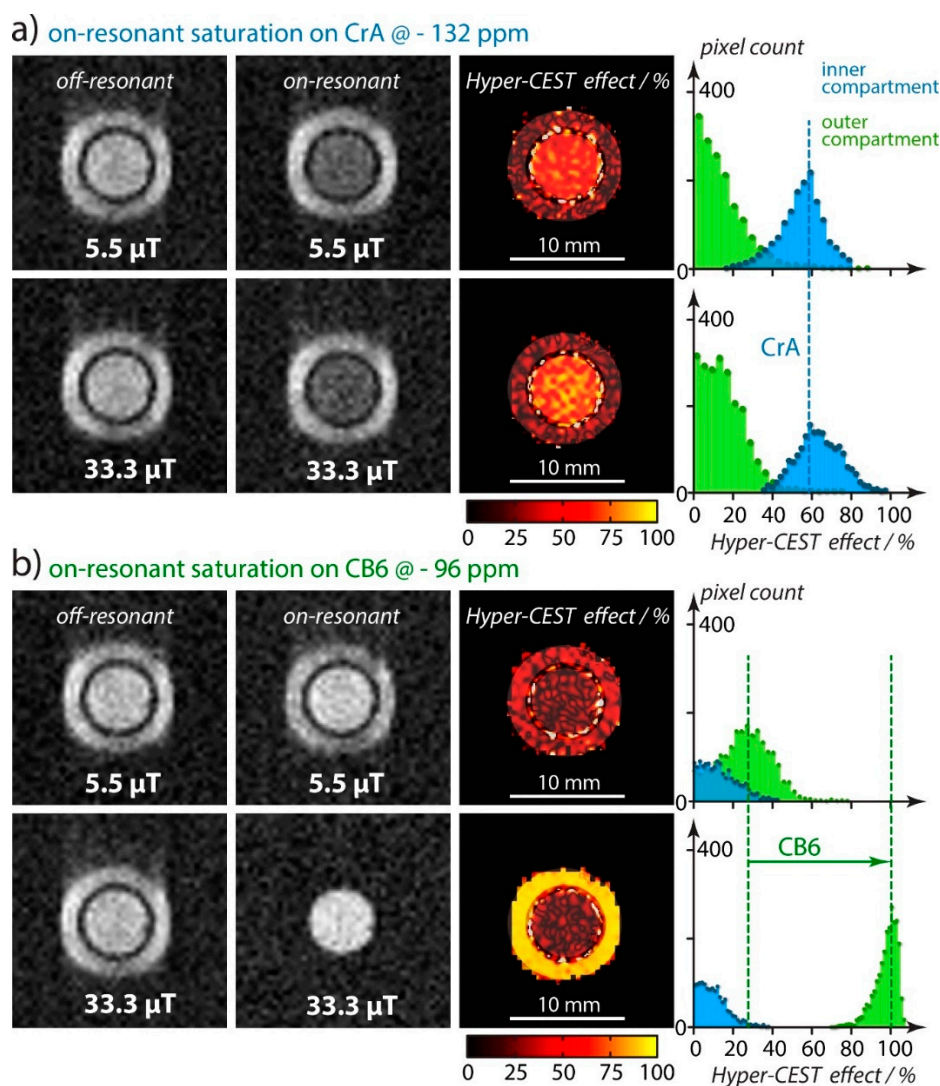 a) on-resonant saturation on CrA @ - 132 ppm
off-resonant
on-resonant
Hyper-CEST effect / %
pixel count
400
inner
compartment
outer
compartment
5.5 µT
5.5 µT
10 mm
0
400
CrA
33.3 µT
33.3 µT
10 mm
0
0 20 40 60 80 100
0 25 50 75 100
Hyper-CEST effect / %
b) on-resonant saturation on CB6 @ - 96 ppm
off-resonant
on-resonant
Hyper-CEST effect / %
pixel count
400
5.5 µT
5.5 µT
10 mm
0
400
CB6
33.3 µT
33.3 µT
10 mm
0
0 20 40 60 80 100
0 25 50 75 100
Hyper-CEST effect / %